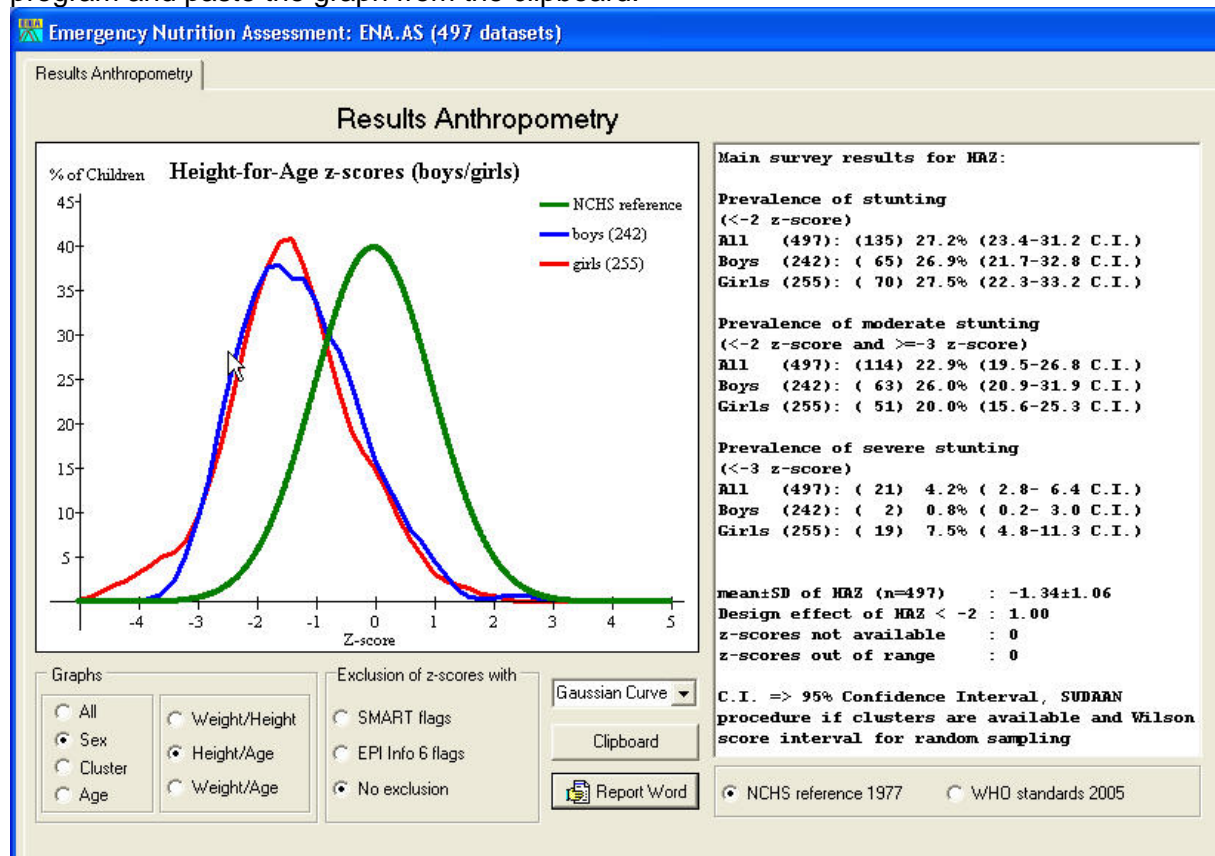 program and paste the graph from the clipboard.
Emergency Nutrition Assessment: ENA.AS (497 datasets)
Results Anthropometry
Results Anthropometry
% of Children Height-for-Age z-scores (boys/girls)
NCHS reference
boys (242)
girls (255)
45
40
35
30
25
20
15
10
5
-4 -3 -2 -1 0 1 2 3 4 5
Z-score
Main survey results for HAZ:
Prevalence of stunting
(<-2 z-score)
All (497): (135) 27.2% (23.4-31.2 C.I.)
Boys (242): ( 65) 26.9% (21.7-32.8 C.I.)
Girls (255): ( 70) 27.5% (22.3-33.2 C.I.)
Prevalence of moderate stunting
(<-2 z-score and >=-3 z-score)
All (497): (114) 22.9% (19.5-26.8 C.I.)
Boys (242): ( 63) 26.0% (20.9-31.9 C.I.)
Girls (255): ( 51) 20.0% (15.6-25.3 C.I.)
Prevalence of severe stunting
(<-3 z-score)
All (497): ( 21) 4.2% ( 2.8- 6.4 C.I.)
Boys (242): ( 2) 0.8% ( 0.2- 3.0 C.I.)
Girls (255): ( 19) 7.5% ( 4.8-11.3 C.I.)
mean±SD of HAZ (n=497) : -1.34±1.06
Design effect of HAZ < -2 : 1.00
z-scores not available : 0
z-scores out of range : 0
C.I. => 95% Confidence Interval, SUDAAN
procedure if clusters are available and Wilson
score interval for random sampling
Graphs
All
Sex
Cluster
Age
Weight/Height
Height/Age
Weight/Age
Exclusion of z-scores with
SMART flags
EPI Info 6 flags
No exclusion
Gaussian Curve
Clipboard
Report Word
NCHS reference 1977 WHO standards 2005